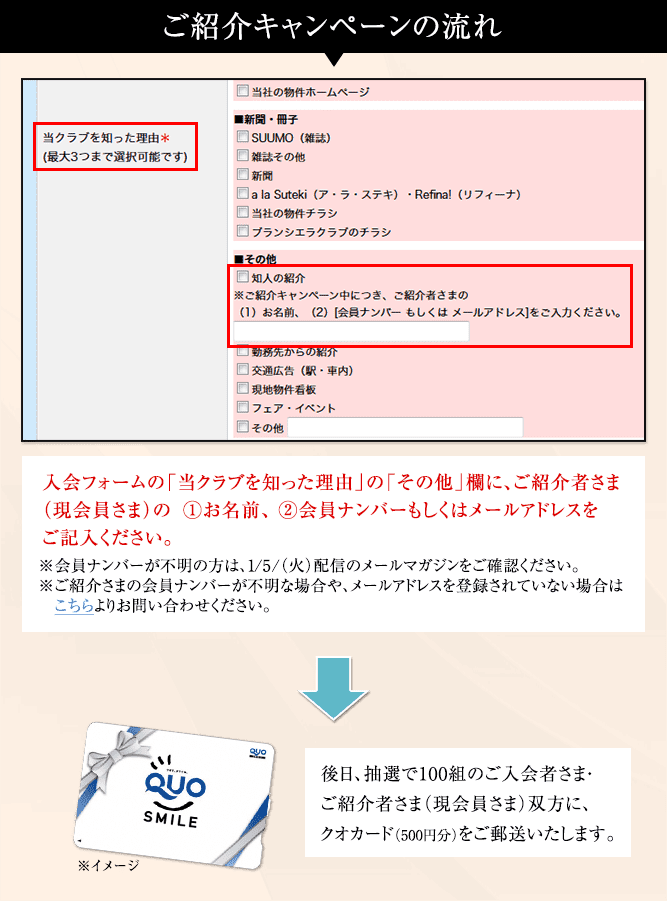 ご紹介キャンペーンの流れ
当社の物件ホームページ
当クラブを知った理由*
(最大3つまで選択可能です)
■新聞・冊子
SUUMO（雑誌）
雑誌その他
新聞
a la Suteki（ア・ラ・ステキ）・Refina!（リフィーナ）
当社の物件チラシ
ブランシエラクラブのチラシ
■その他
知人の紹介
※ご紹介キャンペーン中につき、ご紹介者さまの
（1）お名前、（2）[会員ナンバー もしくは メールアドレス]をご入力ください。
勤務先からの紹介
交通広告（駅・車内）
現地物件看板
フェア・イベント
その他
入会フォームの「当クラブを知った理由」の「その他」欄に、ご紹介者さま
（現会員さま）の ①お名前、②会員ナンバーもしくはメールアドレスを
ご記入ください。
※会員ナンバーが不明の方は、1/5/（火）配信のメールマガジンをご確認ください。
※ご紹介さまの会員ナンバーが不明な場合や、メールアドレスを登録されていない場合は
こちらよりお問い合わせください。
QUO
QUO
SMILE
※イメージ
後日、抽選で100組のご入会者さま・
ご紹介者さま（現会員さま）双方に、
クオカード（500円分）をご郵送いたします。